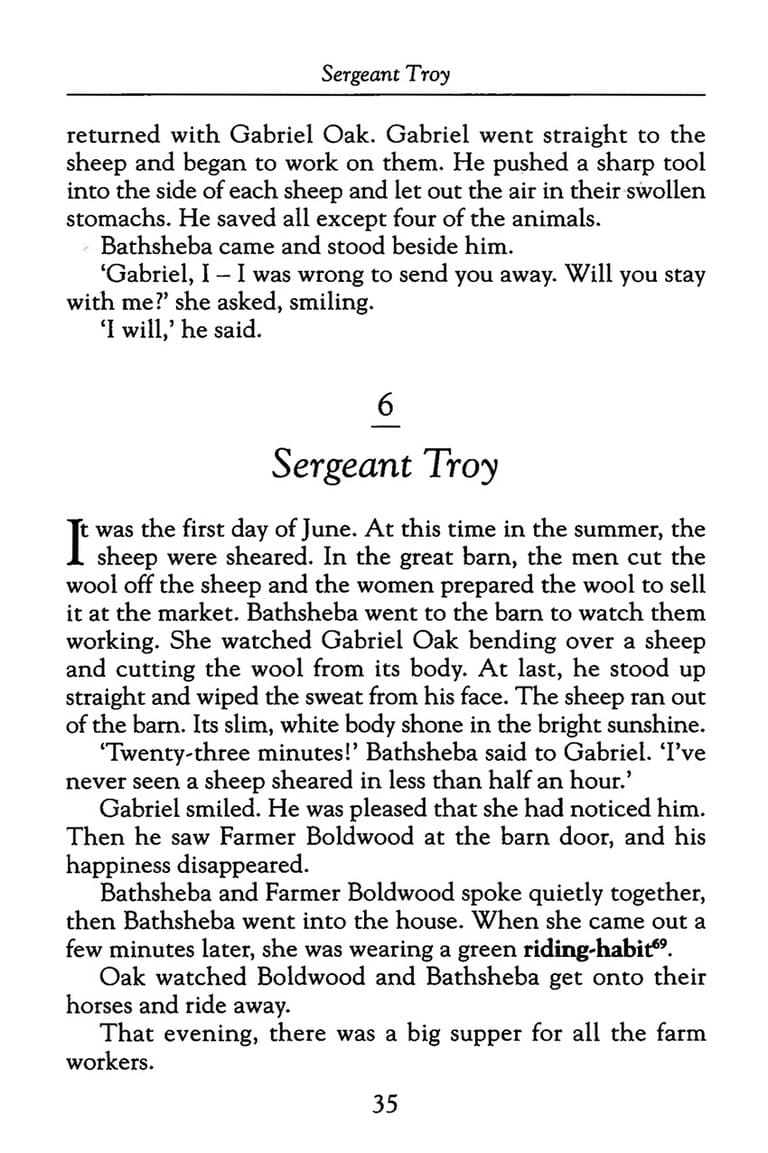 Sergeant Troy
returned with Gabriel Oak. Gabriel went straight to the
sheep and began to work on them. He pushed a sharp tool
into the side of each sheep and let out the air in their swollen
stomachs. He saved all except four of the animals.
Bathsheba came and stood beside him.
‘Gabriel, I – I was wrong to send you away. Will you stay
with me?’ she asked, smiling.
‘I will,’ he said.
6
Sergeant Troy
It was the first day of June. At this time in the summer, the
sheep were sheared. In the great barn, the men cut the
wool off the sheep and the women prepared the wool to sell
it at the market. Bathsheba went to the barn to watch them
working. She watched Gabriel Oak bending over a sheep
and cutting the wool from its body. At last, he stood up
straight and wiped the sweat from his face. The sheep ran out
of the barn. Its slim, white body shone in the bright sunshine.
‘Twenty-three minutes!’ Bathsheba said to Gabriel. ‘I’ve
never seen a sheep sheared in less than half an hour.’
Gabriel smiled. He was pleased that she had noticed him.
Then he saw Farmer Boldwood at the barn door, and his
happiness disappeared.
Bathsheba and Farmer Boldwood spoke quietly together,
then Bathsheba went into the house. When she came out a
few minutes later, she was wearing a green riding-habit⁶⁹.
Oak watched Boldwood and Bathsheba get onto their
horses and ride away.
That evening, there was a big supper for all the farm
workers.
35